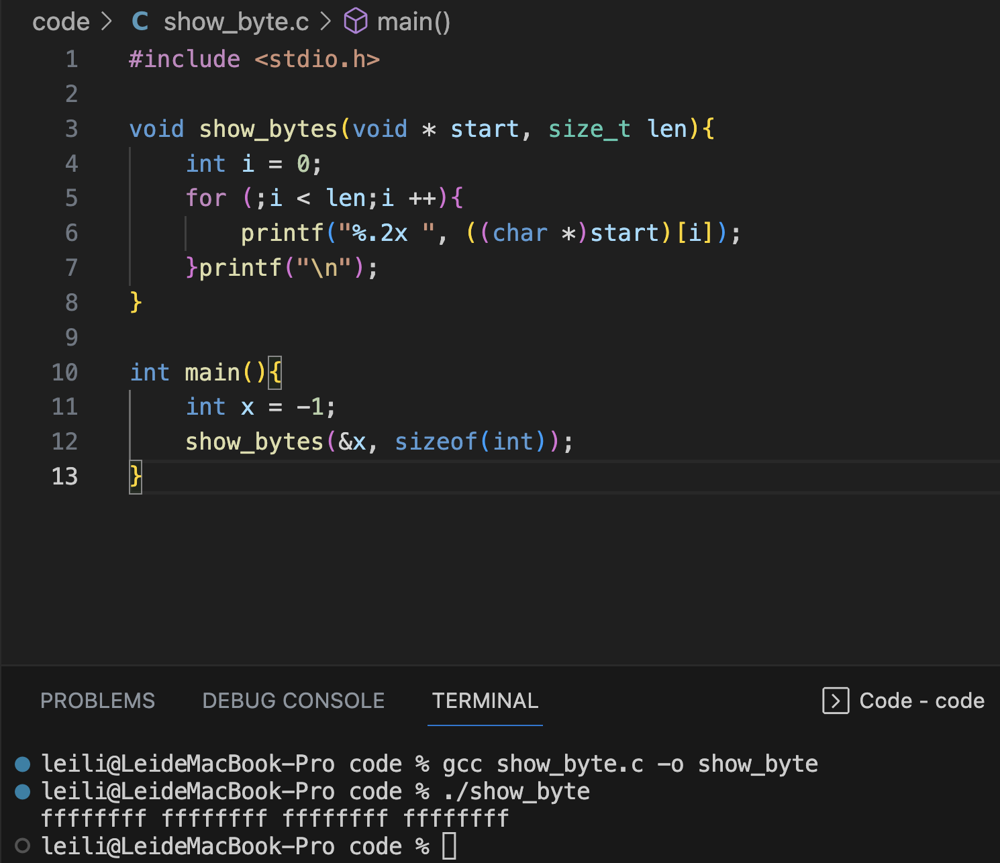 code > C show_byte.c > main()
1 #include <stdio.h>
2
3 void show_bytes(void * start, size_t len){
4     int i = 0;
5     for (;i < len;i ++){
6         printf("%.2x ", ((char *)start)[i]);
7     }printf("\n");
8 }
9
10 int main(){
11     int x = -1;
12     show_bytes(&x, sizeof(int));
13 }
PROBLEMS DEBUG CONSOLE TERMINAL Code - code
leili@LeideMacBook-Pro code % gcc show_byte.c -o show_byte
leili@LeideMacBook-Pro code % ./show_byte
ffffffff ffffffff ffffffff ffffffff
leili@LeideMacBook-Pro code %